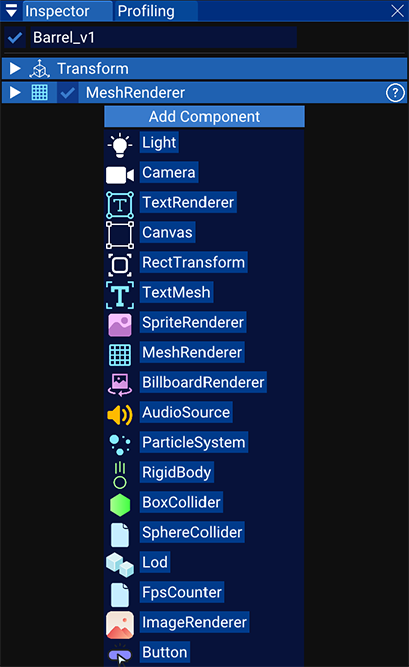 Inspector Profiling
Barrel_v1
Transform
MeshRenderer ?
Add Component
Light
Camera
T TextRenderer
Canvas
RectTransform
T TextMesh
SpriteRenderer
MeshRenderer
BillboardRenderer
AudioSource
ParticleSystem
RigidBody
BoxCollider
SphereCollider
Lod
FpsCounter
ImageRenderer
Button